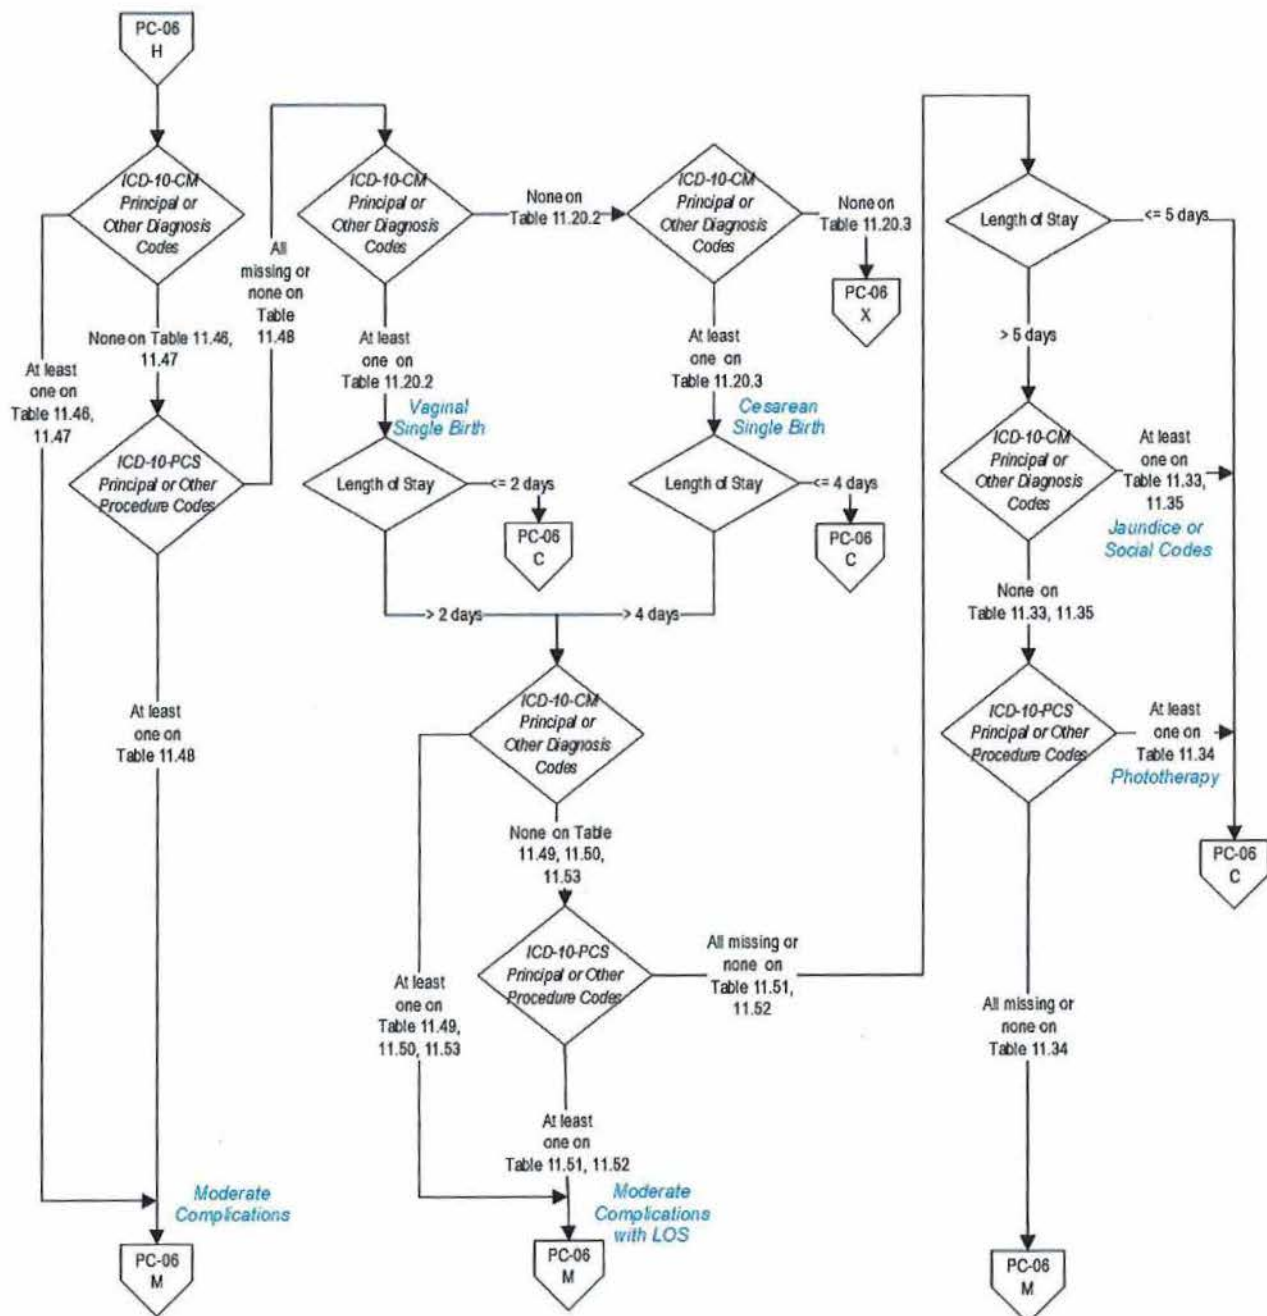 PC-06
H
ICD-10-CM
Principal or
Other Diagnosis
Codes
At least
one on
Table 11.46,
11.47
None on Table 11.46,
11.47
ICD-10-PCS
Principal or Other
Procedure Codes
At least
one on
Table 11.48
Moderate
Complications
PC-06
M
All
missing or
none on
Table
11.48
ICD-10-CM
Principal or
Other Diagnosis
Codes
None on
Table 11.20.2
At least
one on
Table 11.20.2
Vaginal
Single Birth
Length of Stay
<= 2 days
PC-06
C
> 2 days
ICD-10-CM
Principal or
Other Diagnosis
Codes
None on
Table 11.20.3
PC-06
X
At least
one on
Table 11.20.3
Cesarean
Single Birth
Length of Stay
<= 4 days
PC-06
C
> 4 days
ICD-10-CM
Principal or
Other Diagnosis
Codes
None on Table
11.49, 11.50,
11.53
At least
one on
Table 11.49,
11.50, 11.53
ICD-10-PCS
Principal or Other
Procedure Codes
All missing or
none on
Table 11.51,
11.52
At least
one on
Table 11.51, 11.52
Moderate
Complications
with LOS
PC-06
M
Length of Stay
<= 5 days
> 5 days
ICD-10-CM
Principal or
Other Diagnosis
Codes
At least
one on
Table 11.33,
11.35
Jaundice or
Social Codes
None on
Table 11.33, 11.35
ICD-10-PCS
Principal or Other
Procedure Codes
At least
one on
Table 11.34
Phototherapy
PC-06
C
All missing or
none on
Table 11.34
PC-06
M